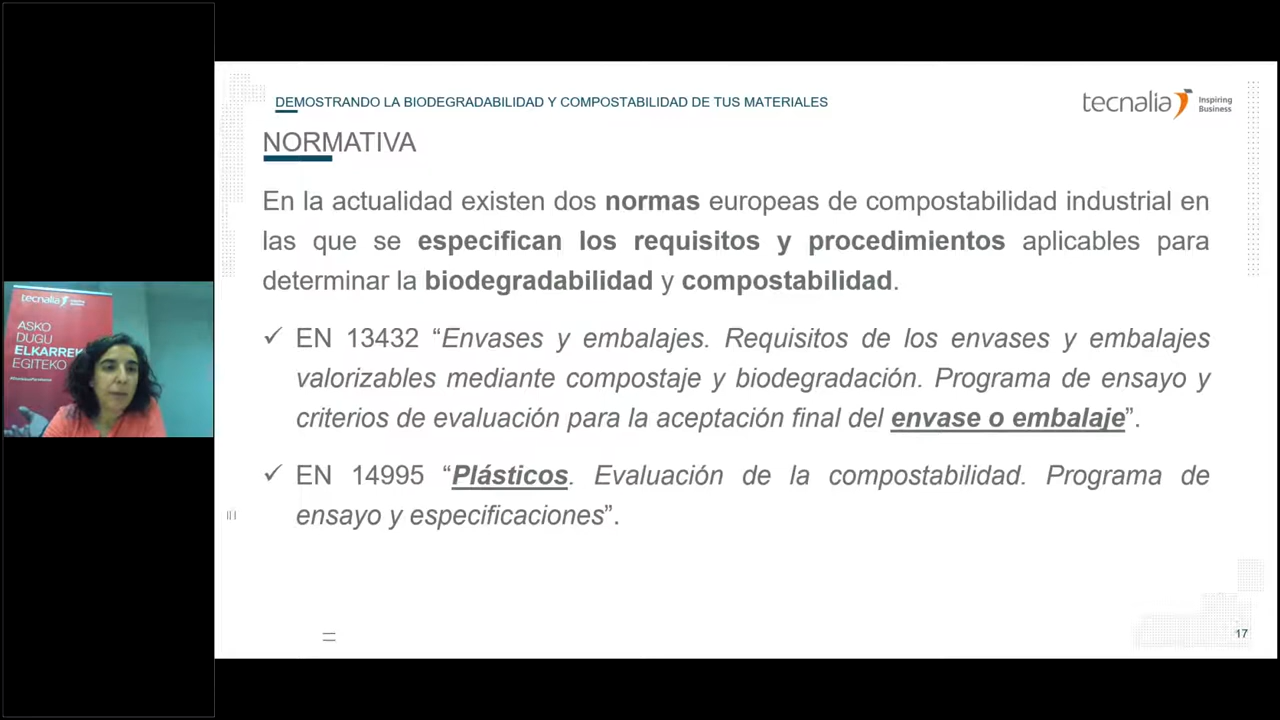 DEMOSTRANDO LA BIODEGRADABILIDAD Y COMPOSTABILIDAD DE TUS MATERIALES
tecnalia Inspiring
Business
NORMATIVA
En la actualidad existen dos normas europeas de compostabilidad industrial en
las que se especifican los requisitos y procedimientos aplicables para
determinar la biodegradabilidad y compostabilidad.
✓ EN 13432 “Envases y embalajes. Requisitos de los envases y embalajes
valorizables mediante compostaje y biodegradación. Programa de ensayo y
criterios de evaluación para la aceptación final del envase o embalaje”.
✓ EN 14995 “Plásticos. Evaluación de la compostabilidad. Programa de
ensayo y especificaciones”.
17
tecnalia
ASKO
DUGU
ELKARREK
EGITEKO